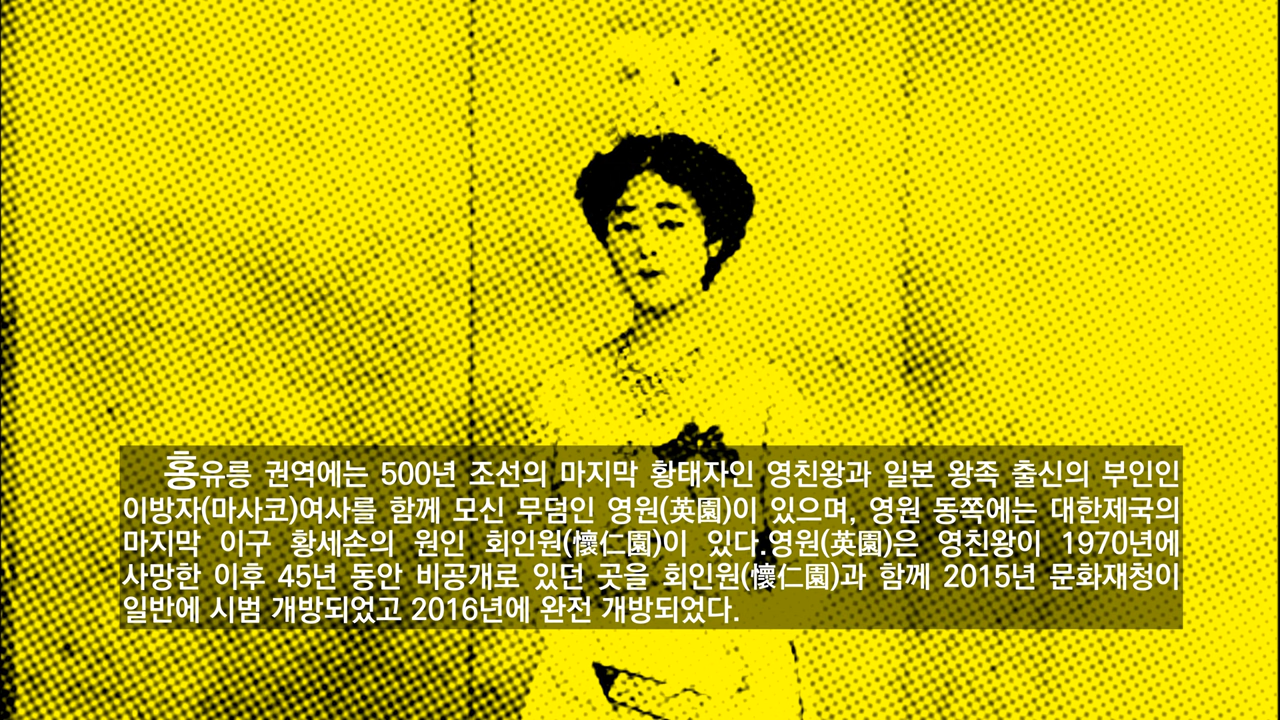 홍유릉 권역에는 500년 조선의 마지막 황태자인 영친왕과 일본 왕족 출신의 부인인
이방자(마사코)여사를 함께 모신 무덤인 영원(英園)이 있으며, 영원 동쪽에는 대한제국의
마지막 이구 황세손의 원인 회인원(懷仁園)이 있다.영원(英園)은 영친왕이 1970년에
사망한 이후 45년 동안 비공개로 있던 곳을 회인원(懷仁園)과 함께 2015년 문화재청이
일반에 시범 개방되었고 2016년에 완전 개방되었다.